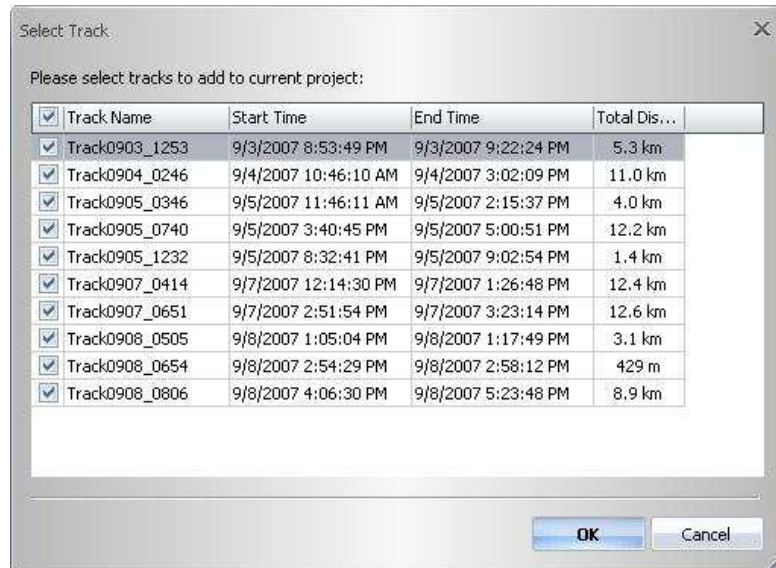 Select Track
Please select tracks to add to current project:
Track Name Start Time End Time Total Dis...
Track0903_1253 9/3/2007 8:53:49 PM 9/3/2007 9:22:24 PM 5.3 km
Track0904_0246 9/4/2007 10:46:10 AM 9/4/2007 3:02:09 PM 11.0 km
Track0905_0346 9/5/2007 11:46:11 AM 9/5/2007 2:15:37 PM 4.0 km
Track0905_0740 9/5/2007 3:40:45 PM 9/5/2007 5:00:51 PM 12.2 km
Track0905_1232 9/5/2007 8:32:41 PM 9/5/2007 9:02:54 PM 1.4 km
Track0907_0414 9/7/2007 12:14:30 PM 9/7/2007 1:26:48 PM 12.4 km
Track0907_0651 9/7/2007 2:51:54 PM 9/7/2007 3:23:14 PM 12.6 km
Track0908_0505 9/8/2007 1:05:04 PM 9/8/2007 1:17:49 PM 3.1 km
Track0908_0654 9/8/2007 2:54:29 PM 9/8/2007 2:58:12 PM 429 m
Track0908_0806 9/8/2007 4:06:30 PM 9/8/2007 5:23:48 PM 8.9 km
OK Cancel